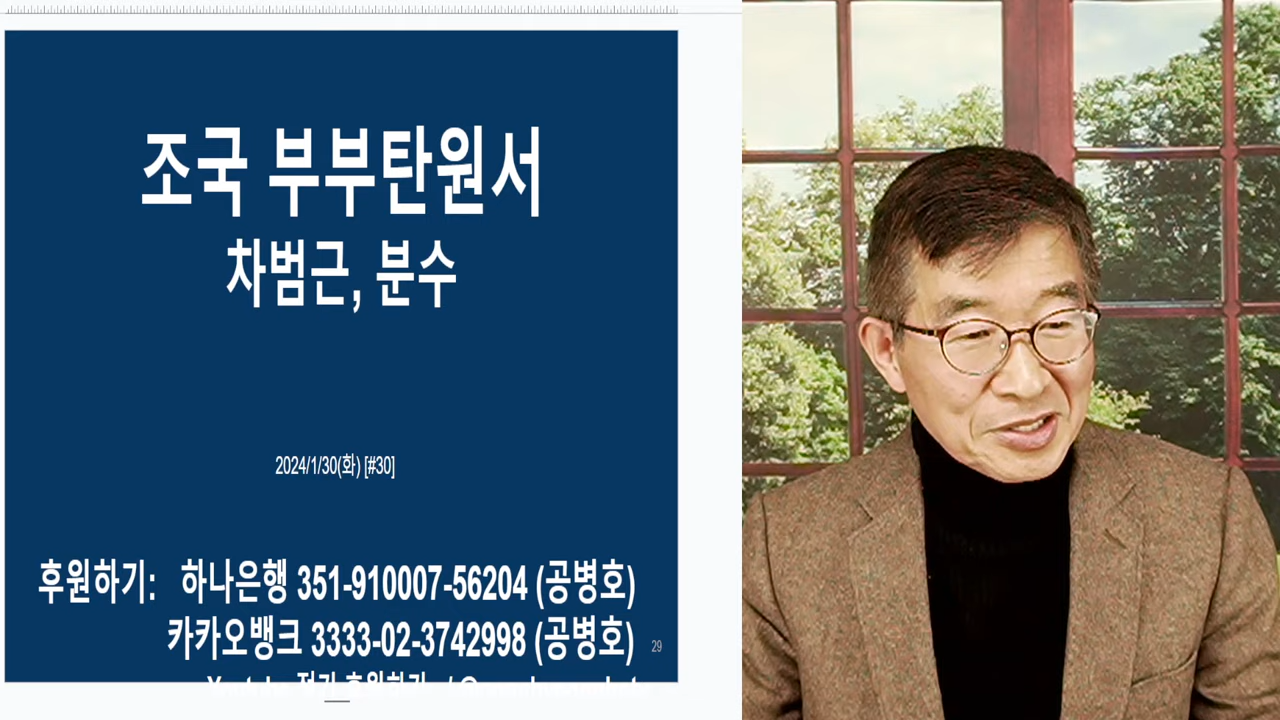 조국 부부탄원서
차범근, 분수
2024/1/30(화) [#30]
후원하기: 하나은행 351-910007-56204 (공병호)
카카오뱅크 3333-02-3742998 (공병호)
29